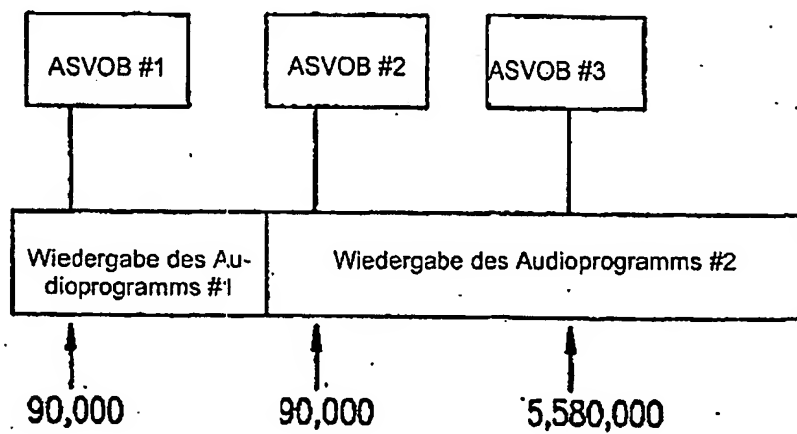 ASVOB #1
ASVOB #2
ASVOB #3
Wiedergabe des Au-
dioprogramms #1
Wiedergabe des Audioprogramms #2
90,000
90,000
5,580,000